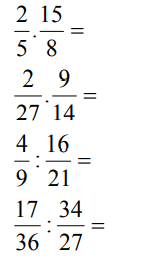 2/5 . 15/8 =
2/27 . 9/14 =
4/9 : 16/21 =
17/36 : 34/27 =